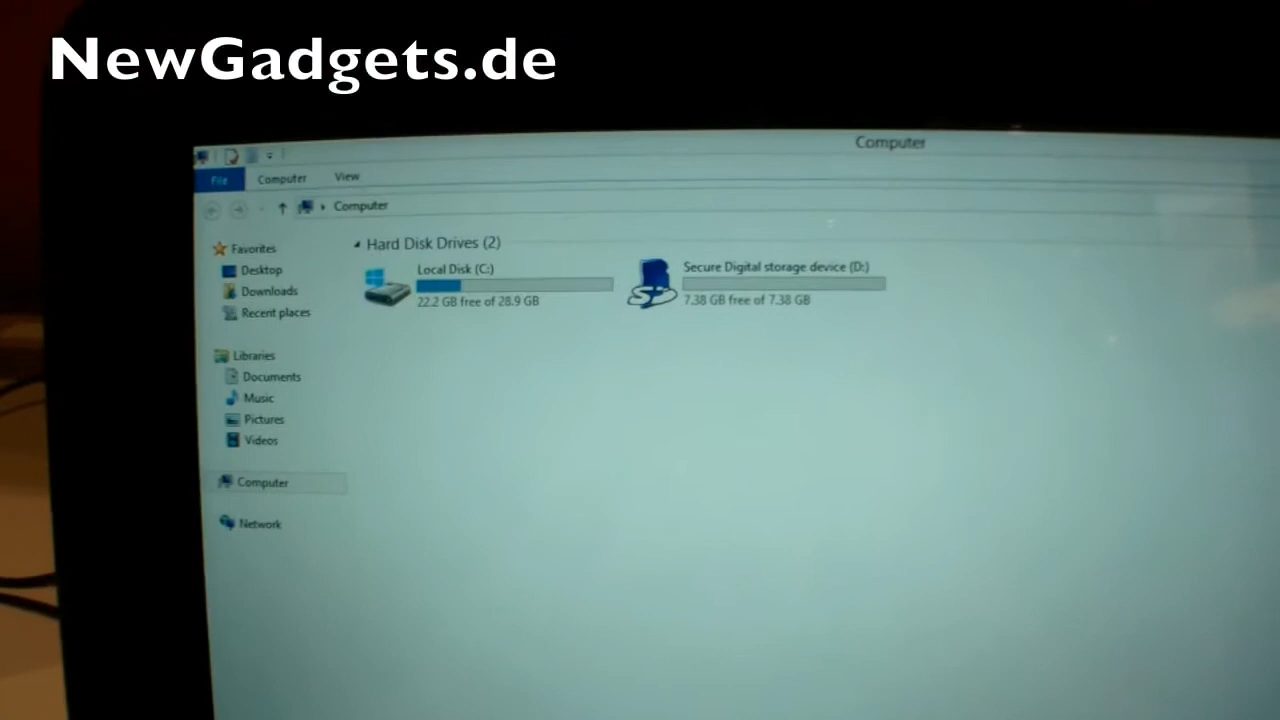 NewGadgets.de
Computer
File
Computer
View
Computer
Favorites
Desktop
Downloads
Recent places
Libraries
Documents
Music
Pictures
Videos
Computer
Network
Hard Disk Drives (2)
Local Disk (C:)
22.2 GB free of 28.9 GB
Secure Digital storage device (D:)
7.38 GB free of 7.38 GB